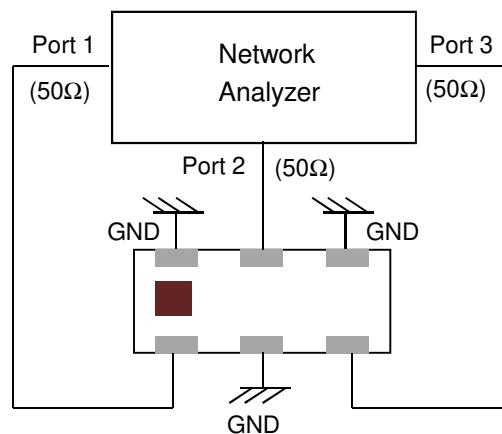 Port 1
Network
Analyzer
Port 3
(50Ω)
(50Ω)
Port 2
(50Ω)
GND
GND
GND